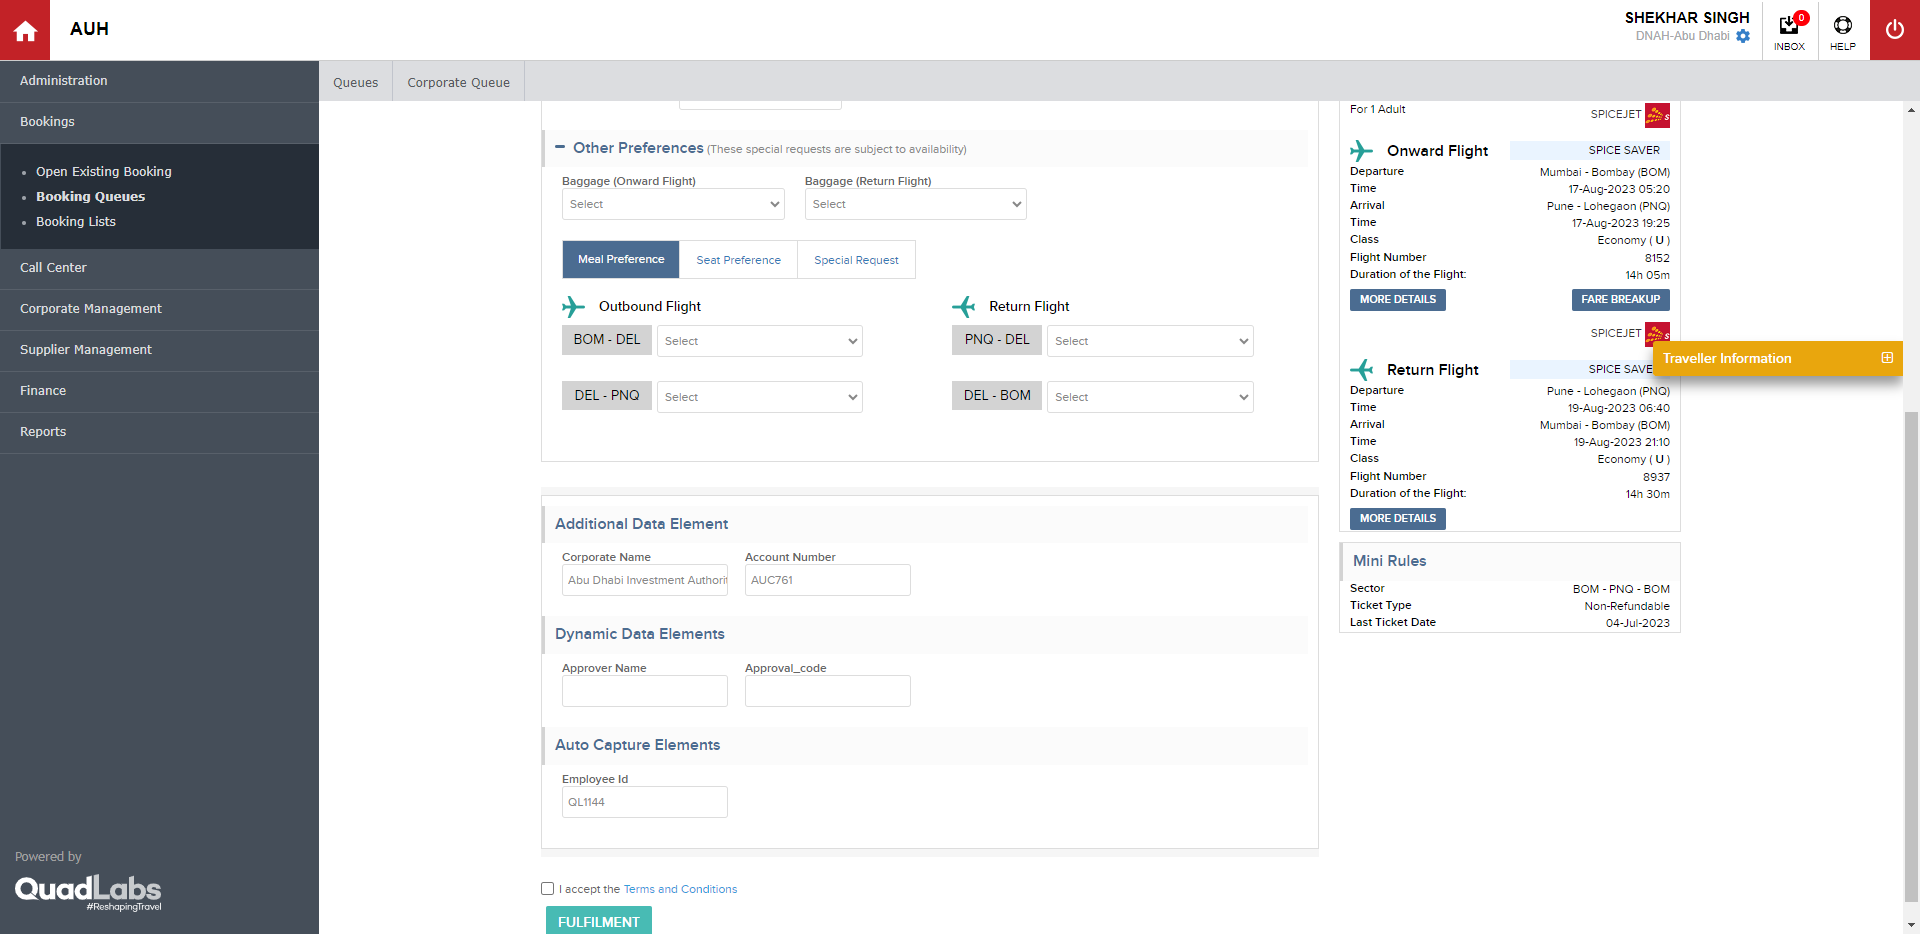 AUH
SHEKHAR SINGH
DNAH-Abu Dhabi
0
INBOX
HELP
Administration
Bookings
Open Existing Booking
Booking Queues
Booking Lists
Call Center
Corporate Management
Supplier Management
Finance
Reports
Powered by
QuadLabs
#ReshapingTravel
Queues
Corporate Queue
Other Preferences (These special requests are subject to availability)
Baggage (Onward Flight)
Baggage (Return Flight)
Select
Select
Meal Preference
Seat Preference
Special Request
Outbound Flight
Return Flight
BOM - DEL
Select
PNQ - DEL
Select
DEL - PNQ
Select
DEL - BOM
Select
Additional Data Element
Corporate Name
Account Number
Abu Dhabi Investment Authorit
AUC761
Dynamic Data Elements
Approver Name
Approval_code
Auto Capture Elements
Employee Id
QL1144
I accept the Terms and Conditions
FULFILMENT
For 1 Adult
SPICEJET
Onward Flight
SPICE SAVER
Departure
Mumbai - Bombay (BOM)
Time
17-Aug-2023 05:20
Arrival
Pune - Lohegaon (PNQ)
Time
17-Aug-2023 19:25
Class
Economy ( U )
Flight Number
8152
Duration of the Flight:
14h 05m
MORE DETAILS
FARE BREAKUP
SPICEJET
Traveller Information
Return Flight
SPICE SAVE
Departure
Pune - Lohegaon (PNQ)
Time
19-Aug-2023 06:40
Arrival
Mumbai - Bombay (BOM)
Time
19-Aug-2023 21:10
Class
Economy ( U )
Flight Number
8937
Duration of the Flight:
14h 30m
MORE DETAILS
Mini Rules
Sector
BOM - PNQ - BOM
Ticket Type
Non-Refundable
Last Ticket Date
04-Jul-2023